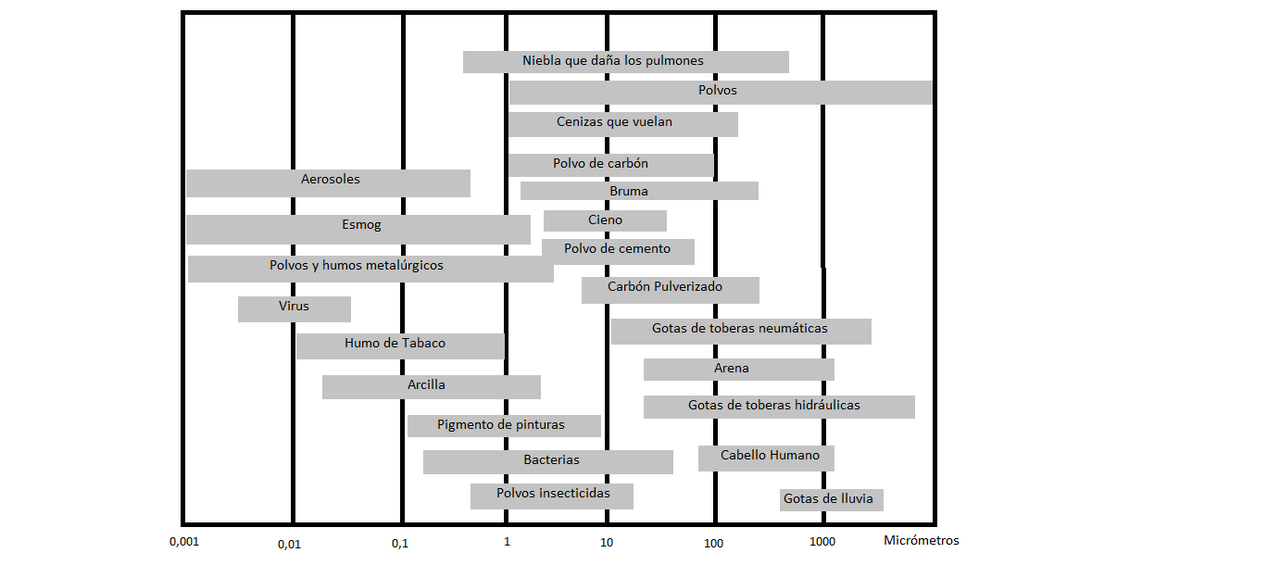 Niebla que daña los pulmones
Polvos
Cenizas que vuelan
Polvo de carbón
Aerosoles
Bruma
Cieno
Esmog
Polvo de cemento
Polvos y humos metalúrgicos
Carbón Pulverizado
Virus
Gotas de toberas neumáticas
Humo de Tabaco
Arena
Arcilla
Gotas de toberas hidráulicas
Pigmento de pinturas
Cabello Humano
Bacterias
Polvos insecticidas
Gotas de lluvia
0,001 0,01 0,1 1 10 100 1000 Micrómetros